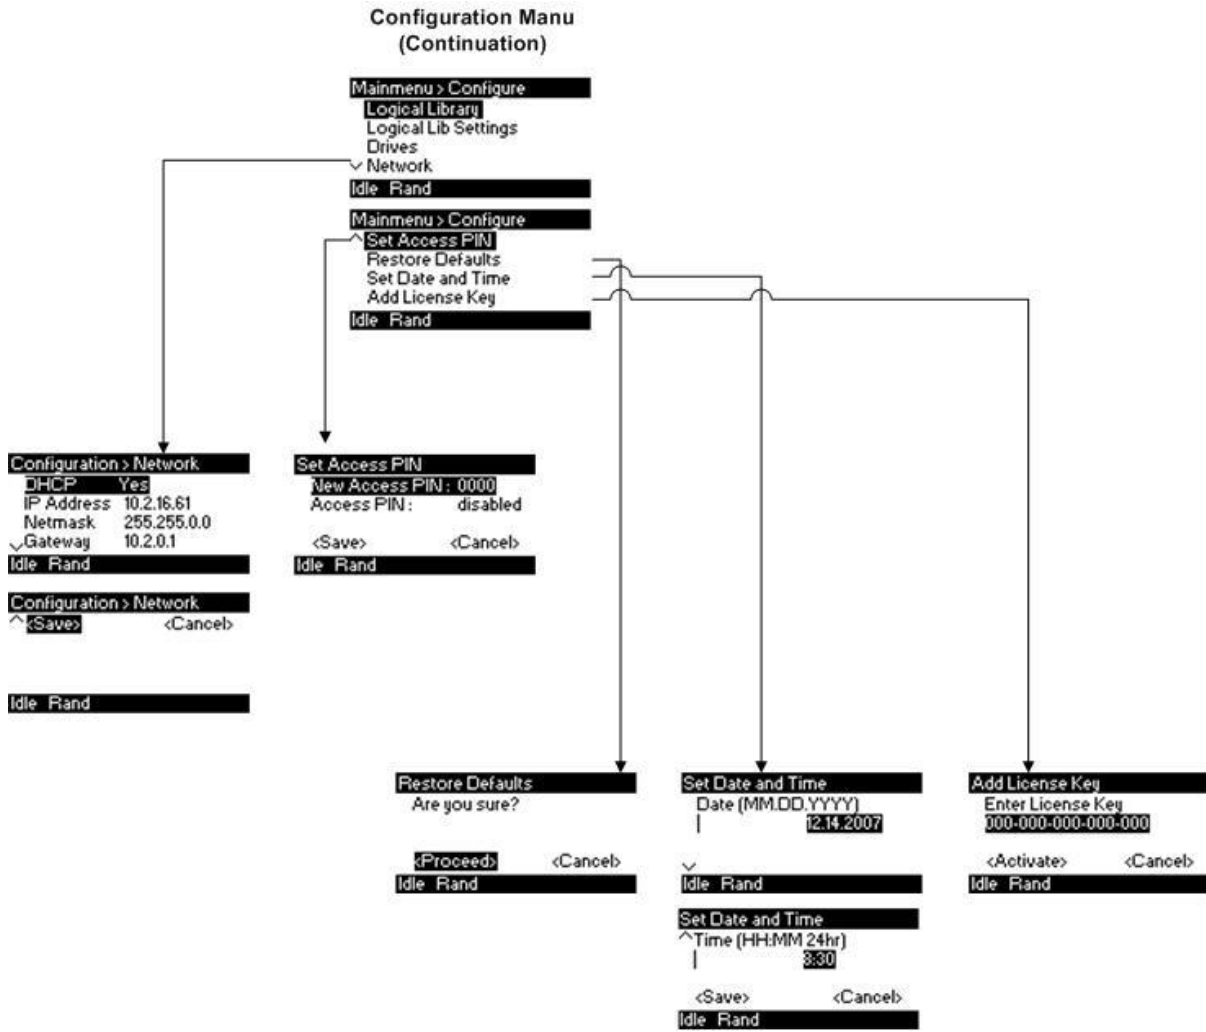 Configuration Manu
(Continuation)
Mainmenu > Configure
Logical Library
Logical Lib Settings
Drives
Network
Idle Rand
Mainmenu > Configure
Set Access PIN
Restore Defaults
Set Date and Time
Add License Key
Idle Rand
Configuration > Network
DHCP Yes
IP Address 10.2.16.61
Netmask 255.255.0.0
Gateway 10.2.0.1
Idle Rand
Configuration > Network
<Save> <Cancel>
Idle Rand
Set Access PIN
New Access PIN : 0000
Access PIN : disabled
<Save> <Cancel>
Idle Rand
Restore Defaults
Are you sure?
<Proceed> <Cancel>
Idle Rand
Set Date and Time
Date (MM.DD.YYYY)
12.14.2007
Idle Rand
Set Date and Time
Time (HH:MM 24hr)
8:30
<Save> <Cancel>
Idle Rand
Add License Key
Enter License Key
000-000-000-000-000
<Activate> <Cancel>
Idle Rand